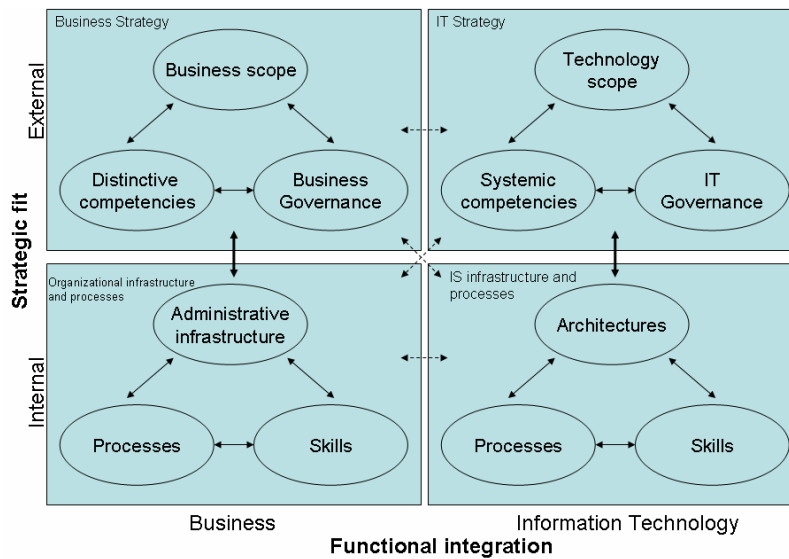 Business Strategy
Business scope
Distinctive
competencies
Business
Governance
IT Strategy
Technology
scope
Systemic
competencies
IT
Governance
Organizational infrastructure
and processes
Administrative
infrastructure
Processes
Skills
IS infrastructure and
processes
Architectures
Processes
Skills
External
Internal
Strategic fit
Business
Information Technology
Functional integration